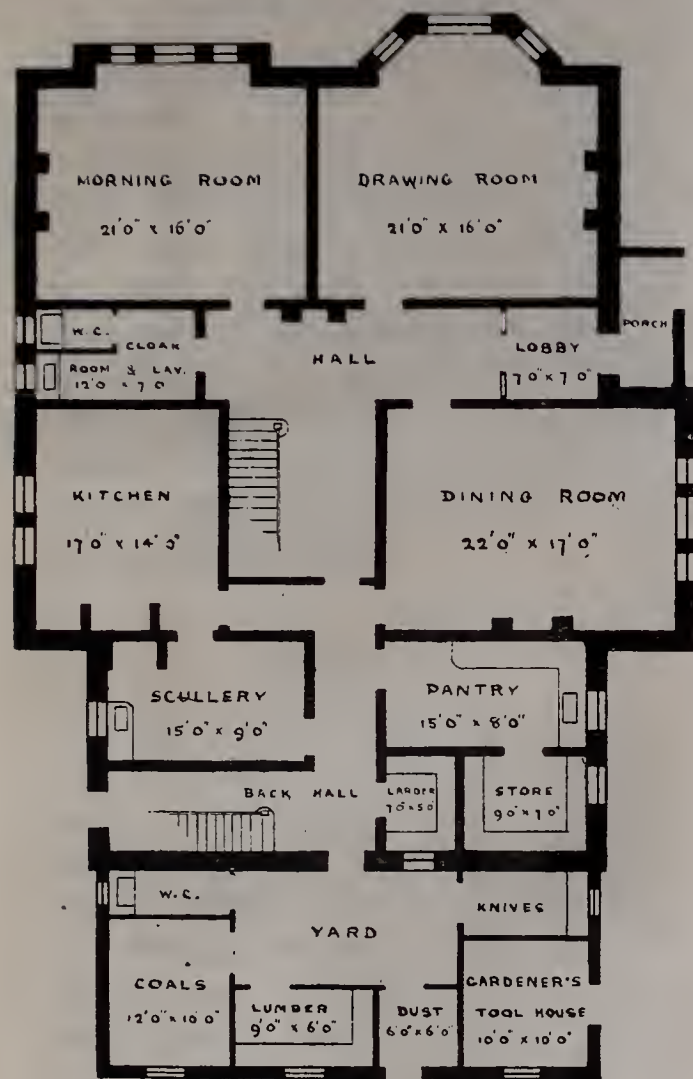 MORNING ROOM
21'0" x 16'0"
DRAWING ROOM
21'0" x 16'0"
W.C.
CLOAK
ROOM & LAV.
12'0 x 7 0
HALL
LOBBY
7 0" x 7 0"
PORCH
KITCHEN
17'0" x 14'0"
DINING ROOM
22'0" x 17'0"
SCULLERY
15'0" x 9'0"
PANTRY
15'0" x 8'0"
BACK HALL
LARDER
7 0" x 5 0"
STORE
9 0" x 7 0"
W.C.
YARD
KNIVES
COALS
12'0" x 10'0"
LUMBER
9'0" x 6'0"
DUST
6'0" x 6'0"
GARDENER'S
TOOL HOUSE
10'0" x 10'0"